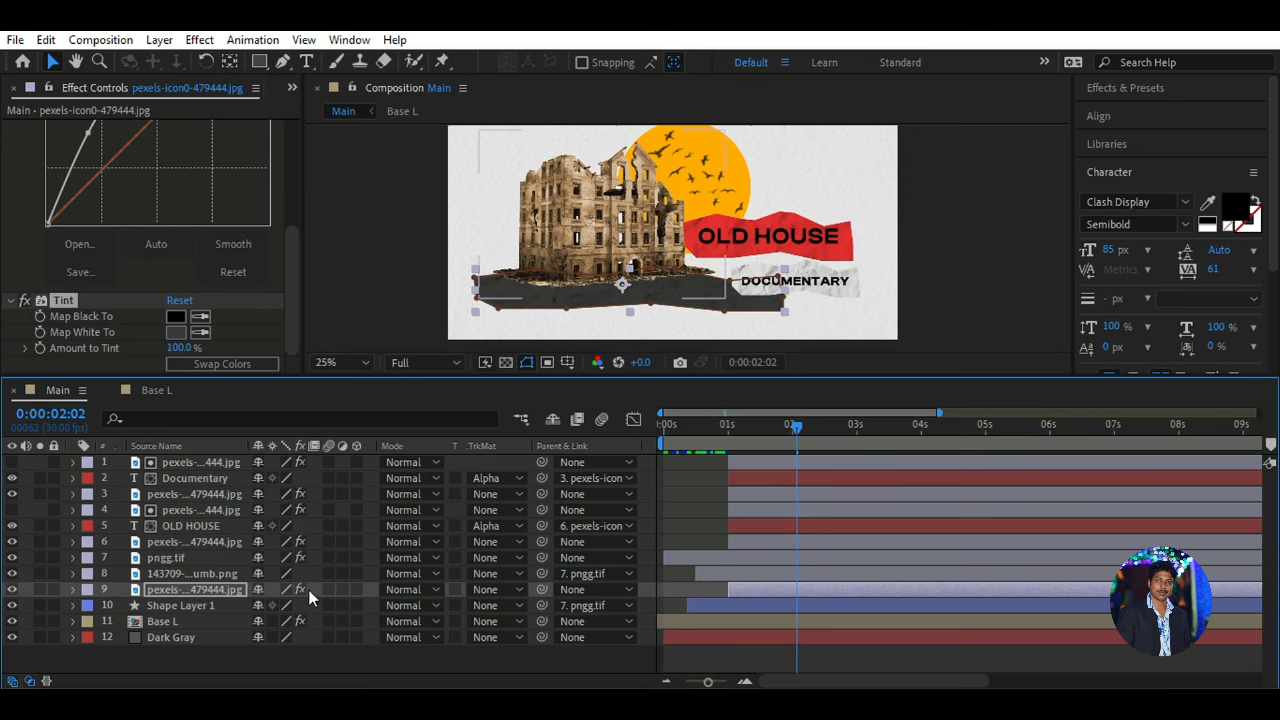 File Edit Composition Layer Effect Animation View Window Help
Snapping Default Learn Standard Search Help
Effect Controls pexels-icon0-479444.jpg
Composition Main
Effects & Presets
Main • pexels-icon0-479444.jpg
Main Base L
Align
Libraries
Character
Clash Display
Semibold
85 px Auto
Metrics 61
- px
100 % 100 %
0 px 0 %
OLD HOUSE
DOCUMENTARY
Open... Auto Smooth
Save... Reset
fx Tint Reset
Map Black To
Map White To
Amount to Tint 100.0 %
Swap Colors
25% Full +0.0 0:00:02:02
Main Base L
0:00:02:02
00062 (30.00 fps)
:00s 01s 02s 03s 04s 05s 06s 07s 08s 09s
# Source Name Mode T .TrkMat Parent & Link
1 pexels-...444.jpg Normal None
2 Documentary Normal Alpha 3. pexels-icon
3 pexels-...479444.jpg Normal None None
4 pexels-...444.jpg Normal None None
5 OLD HOUSE Normal Alpha 6. pexels-icon
6 pexels-...479444.jpg Normal None None
7 pngg.tif Normal None None
8 143709-...umb.png Normal None 7. pngg.tif
9 pexels-...479444.jpg Normal None None
10 Shape Layer 1 Normal None 7. pngg.tif
11 Base L Normal None None
12 Dark Gray Normal None None